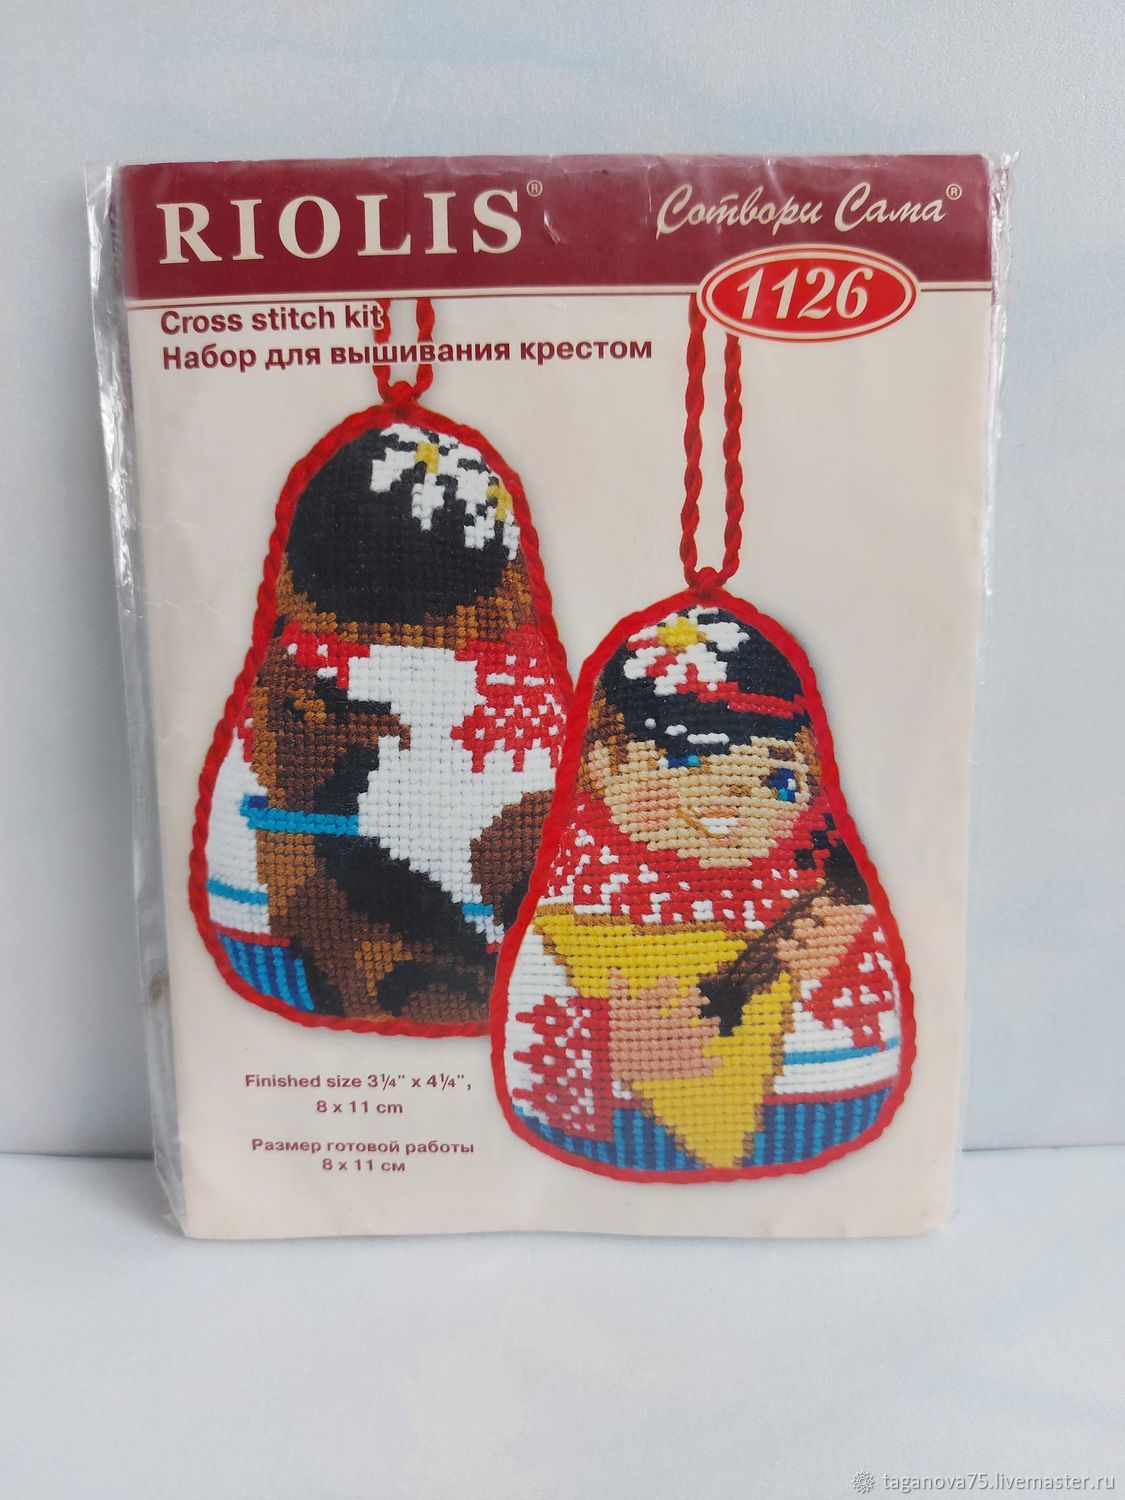 RIOLIS®
Сотвори Сама®
1126
Cross stitch kit
Набор для вышивания крестом
Finished size 3¼" x 4¼",
8 x 11 cm
Размер готовой работы
8 x 11 см
taganova75.livemaster.ru